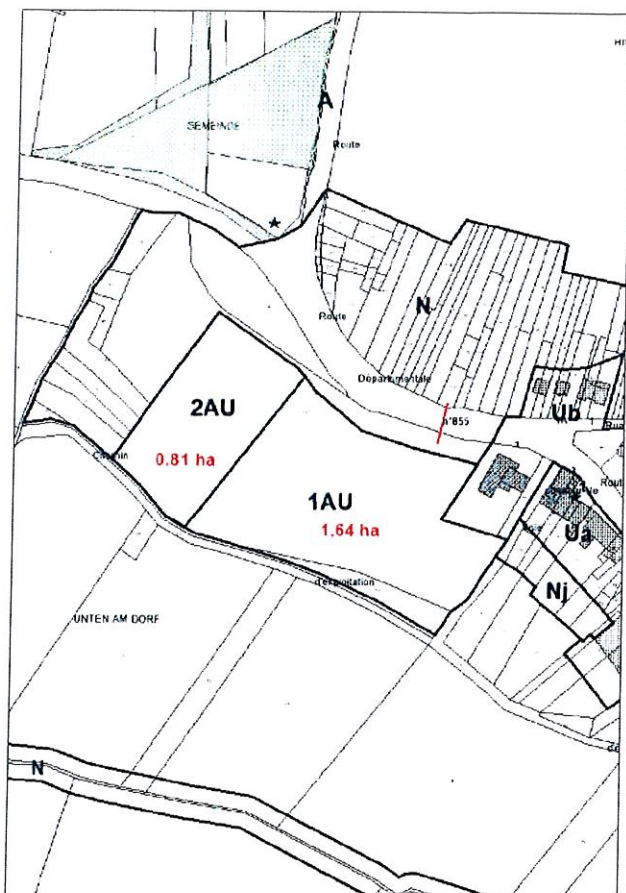 A
SEMEINDE
Route
N
Route
Départementale
n°855
Ub
2AU
0.81 ha
Chemin
1AU
1,64 ha
Ua
Nj
d'exploitation
UNTEN AM DORF
N